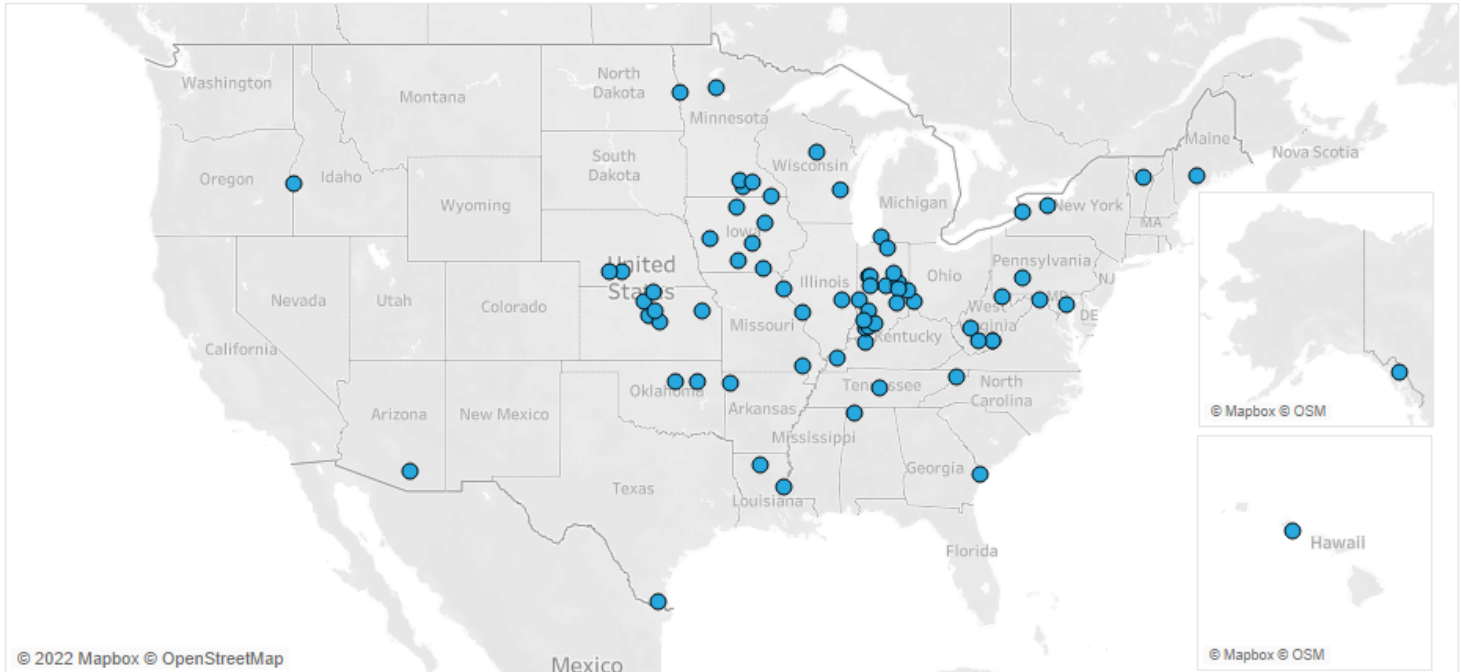 Washington
North
Dakota
Montana
Minnesota
Maine
Nova Scotia
South
Dakota
Wisconsin
Oregon
Idaho
Wyoming
Michigan
New York
MA
Iowa
United
States
Pennsylvania
Illinois
Ohio
NJ
Nevada
Utah
Colorado
Missouri
West
Virginia
MD
DE
Kentucky
California
Oklahoma
Tennessee
North
Carolina
Arizona
New Mexico
Arkansas
Mississippi
© Mapbox © OSM
Georgia
Texas
Louisiana
Florida
Hawaii
© 2022 Mapbox © OpenStreetMap
Mexico
© Mapbox © OSM